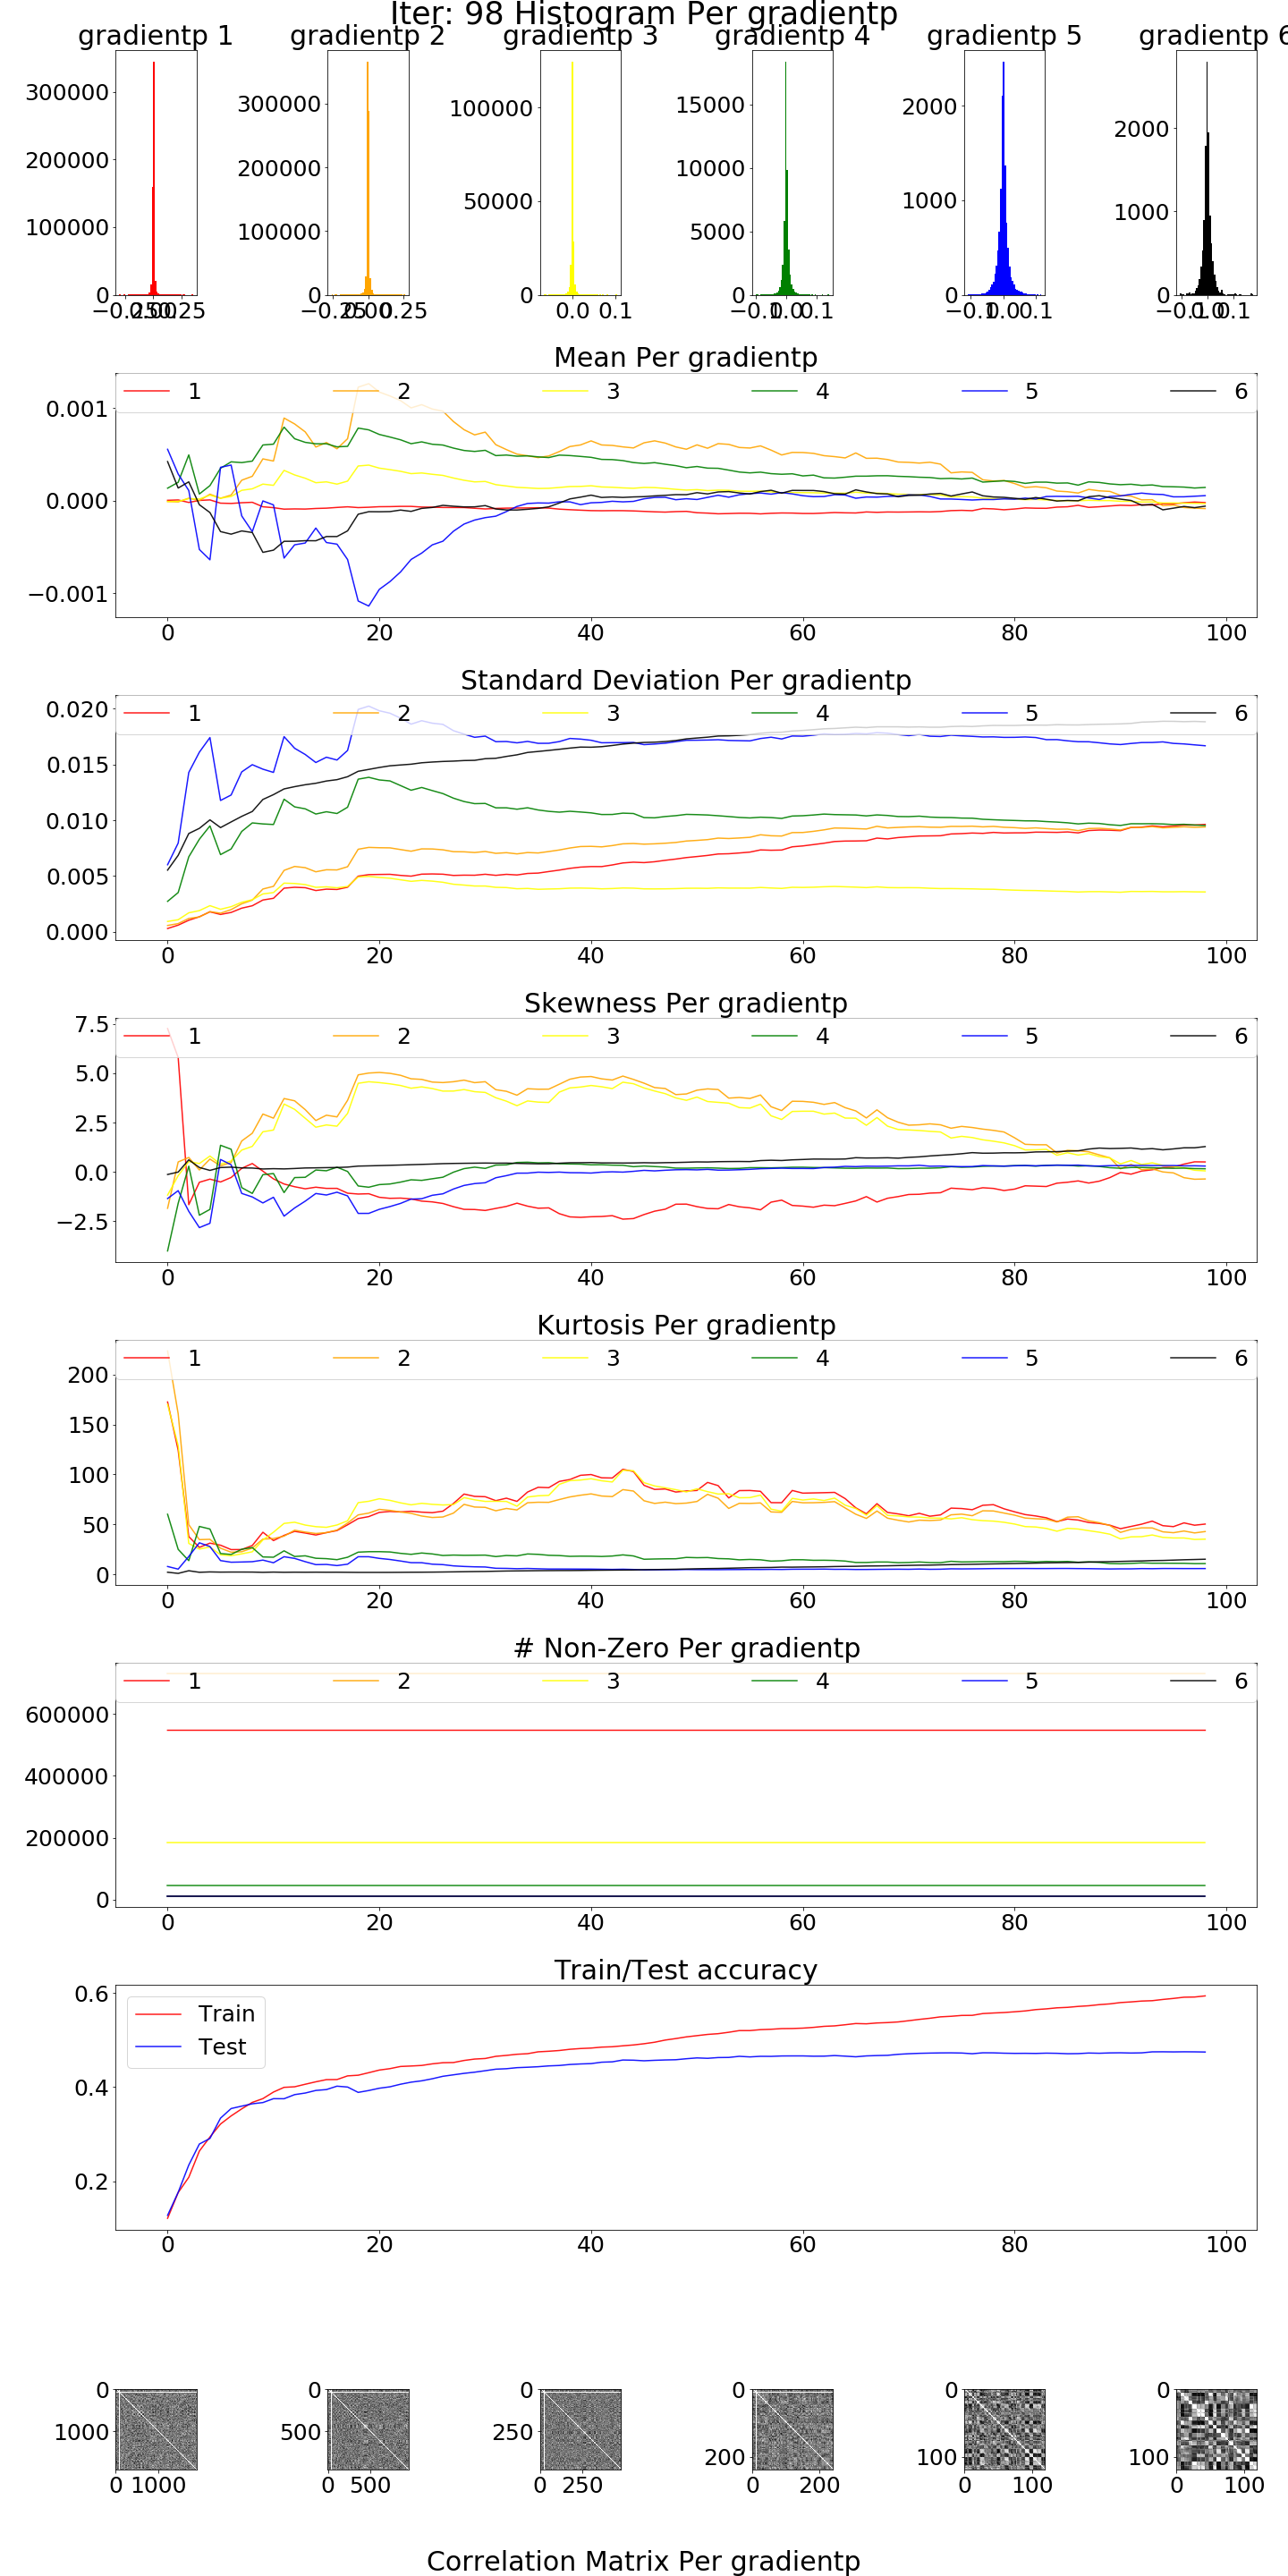 Iter: 98 Histogram Per gradientp
gradientp 1 gradientp 2 gradientp 3 gradientp 4 gradientp 5 gradientp 6
300000
200000
100000
0
300000
200000
100000
0
100000
50000
0
0.0 0.1
15000
10000
5000
0
2000
1000
0
2000
1000
0
Mean Per gradientp
1 2 3 4 5 6
0.001
0.000
−0.001
0 20 40 60 80 100
Standard Deviation Per gradientp
1 2 3 4 5 6
0.020
0.015
0.010
0.005
0.000
0 20 40 60 80 100
Skewness Per gradientp
1 2 3 4 5 6
7.5
5.0
2.5
0.0
−2.5
0 20 40 60 80 100
Kurtosis Per gradientp
1 2 3 4 5 6
200
150
100
50
0
0 20 40 60 80 100
# Non-Zero Per gradientp
1 2 3 4 5 6
600000
400000
200000
0
0 20 40 60 80 100
Train/Test accuracy
Train
Test
0.6
0.4
0.2
0 20 40 60 80 100
0
1000
0 1000
0
500
0 500
0
250
0 250
0
200
0 200
0
100
0 100
0
100
0 100
Correlation Matrix Per gradientp